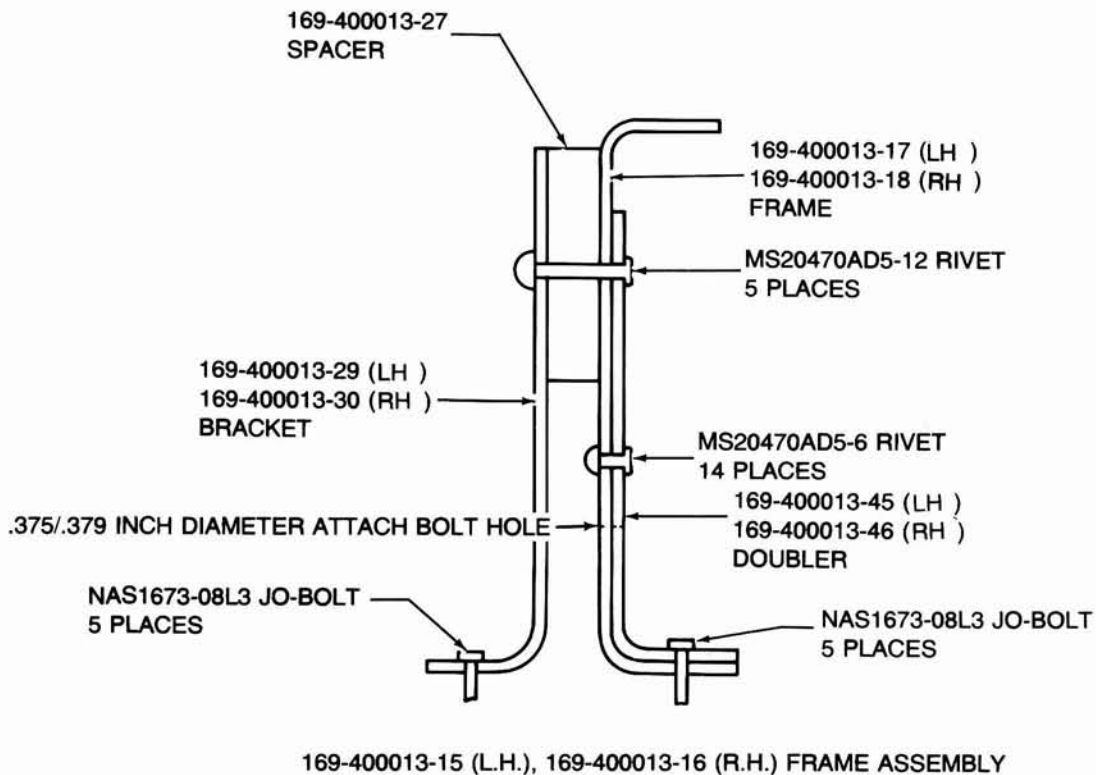 169-400013-27
SPACER
169-400013-17 (LH )
169-400013-18 (RH )
FRAME
MS20470AD5-12 RIVET
5 PLACES
169-400013-29 (LH )
169-400013-30 (RH )
BRACKET
MS20470AD5-6 RIVET
14 PLACES
169-400013-45 (LH )
169-400013-46 (RH )
DOUBLER
.375/.379 INCH DIAMETER ATTACH BOLT HOLE
NAS1673-08L3 JO-BOLT
5 PLACES
NAS1673-08L3 JO-BOLT
5 PLACES
169-400013-15 (L.H.), 169-400013-16 (R.H.) FRAME ASSEMBLY